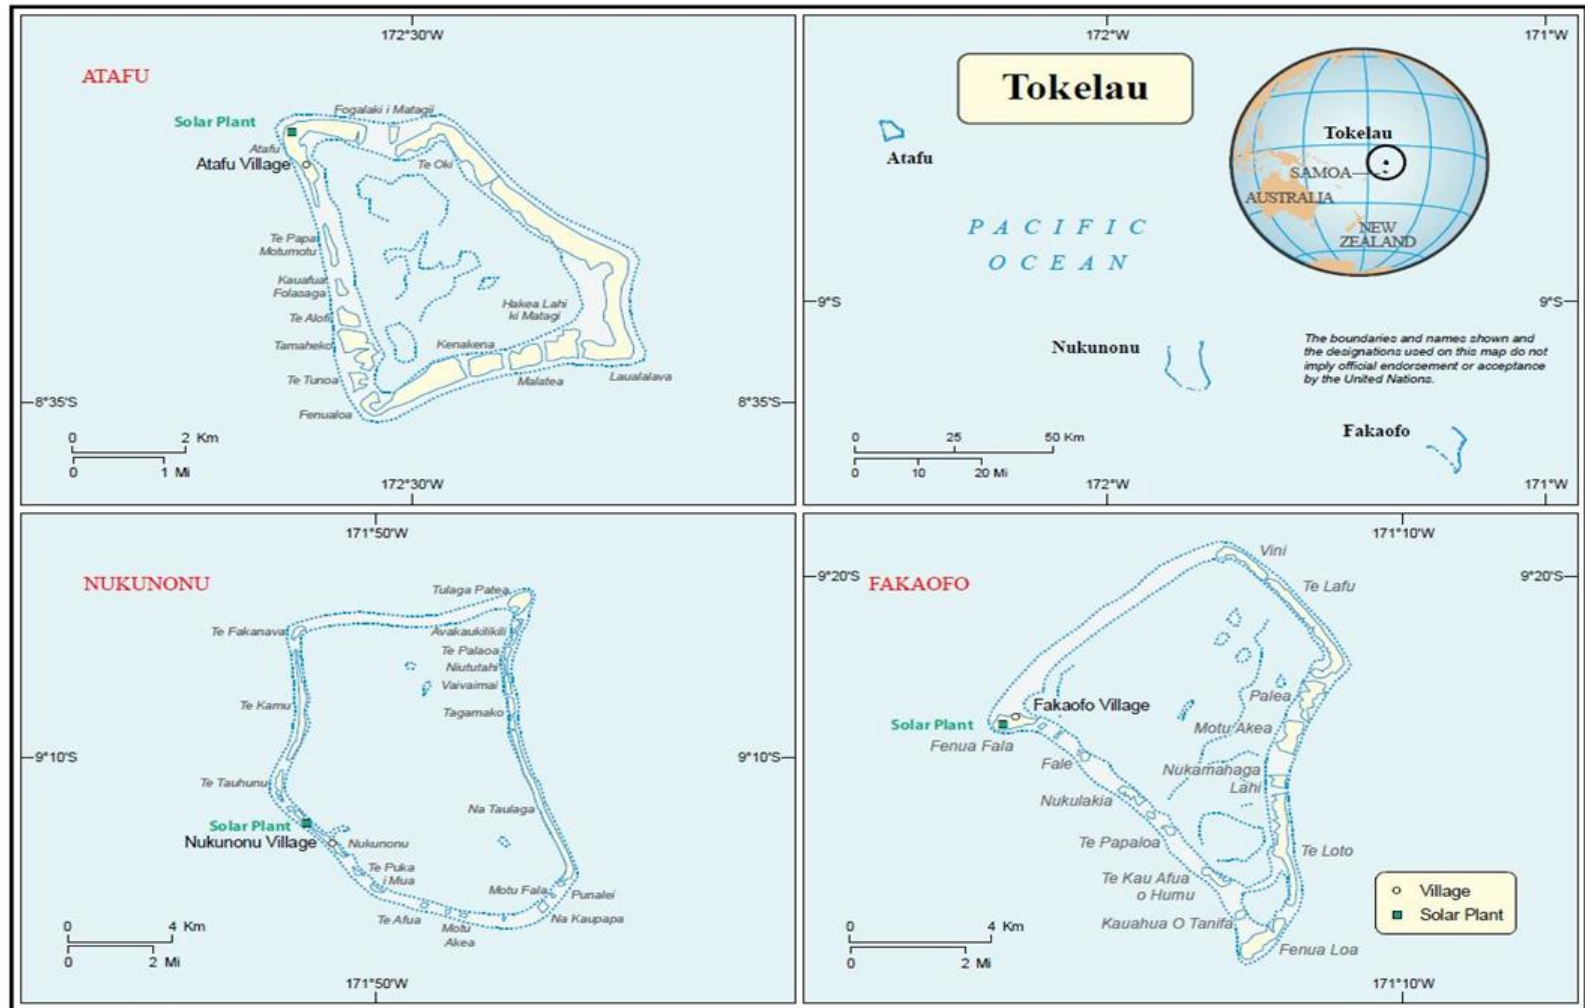 172°30'W
ATAFU
Fogalaki i Matagii
Solar Plant
Atafu
Atafu Village
Te Oki
Te Papa
Motumotu
Kauafua
Folasaga
Hakea Lahi
ki Matagi
Te Alofi
Tamaheko
Kenakena
Te Tunoa
Malatea
Laualalava
8°35'S
8°35'S
Fenualoa
0 2 Km
0 1 Mi
172°30'W
172°W
171°W
Tokelau
Atafu
Tokelau
SAMOA
AUSTRALIA
NEW
ZEALAND
PACIFIC
OCEAN
9°S
9°S
Nukunonu
The boundaries and names shown and
the designations used on this map do not
imply official endorsement or acceptance
by the United Nations.
Fakaofo
0 25 50 Km
0 10 20 Mi
172°W
171°W
171°50'W
NUKUNONU
Tulaga Patea
Te Fakanava
Avakaukilikili
Te Palaoa
Niututahi
Vaivaimai
Te Kamu
Tagamako
9°10'S
9°10'S
Te Tauhunu
Na Taulaga
Solar Plant
Nukunonu Village
Nukunonu
Te Puka
i Mua
Motu Fala
Punalei
Te Afua
Motu
Akea
Na Kaupapa
0 4 Km
0 2 Mi
171°50'W
171°10'W
Vini
9°20'S
9°20'S
FAKAOFO
Te Lafu
Palea
Fakaofo Village
Solar Plant
Motu Akea
Fenua Fala
Fale
Nukamahaga
Lahi
Nukulakia
Te Papaloa
Te Loto
Te Kau Afua
o Humu
Kauahua O Tanifa
Fenua Loa
Village
Solar Plant
0 4 Km
0 2 Mi
171°10'W